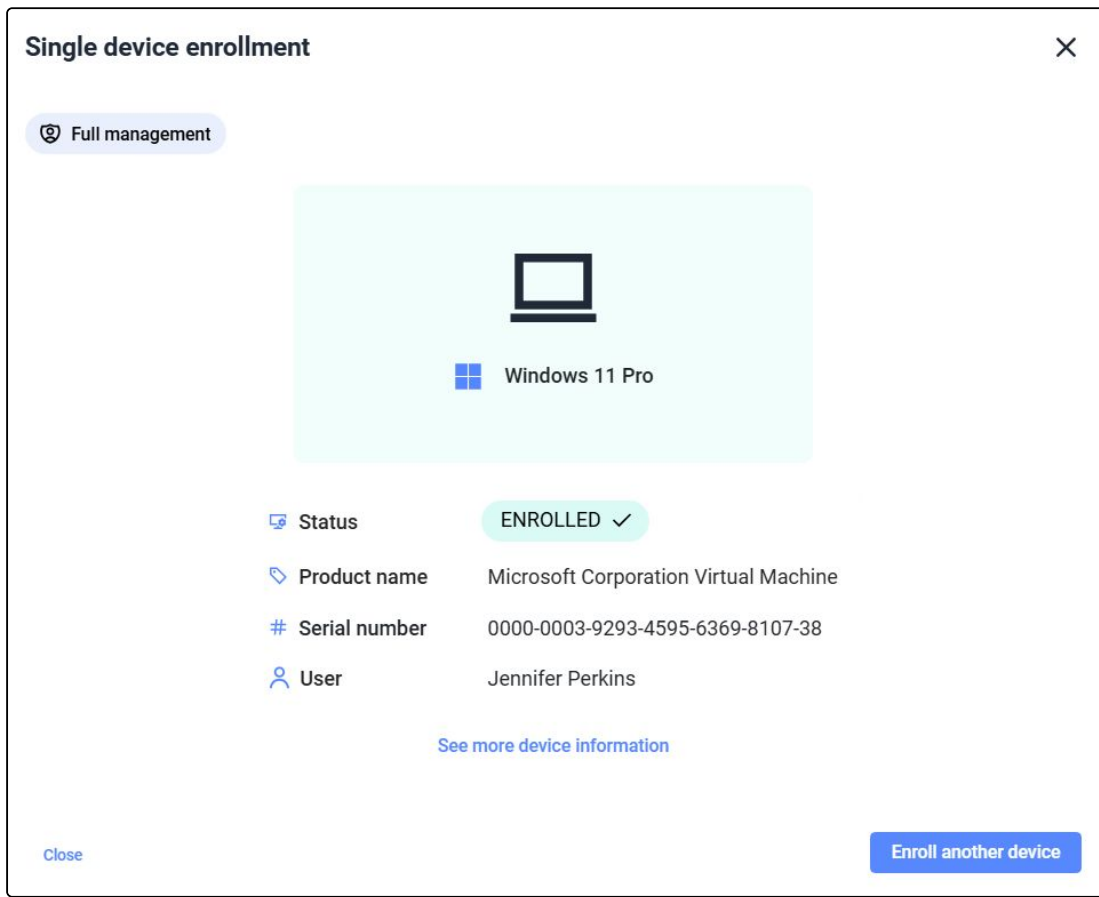 Single device enrollment
Full management
Windows 11 Pro
Status ENROLLED
Product name Microsoft Corporation Virtual Machine
# Serial number 0000-0003-9293-4595-6369-8107-38
User Jennifer Perkins
See more device information
Close Enroll another device